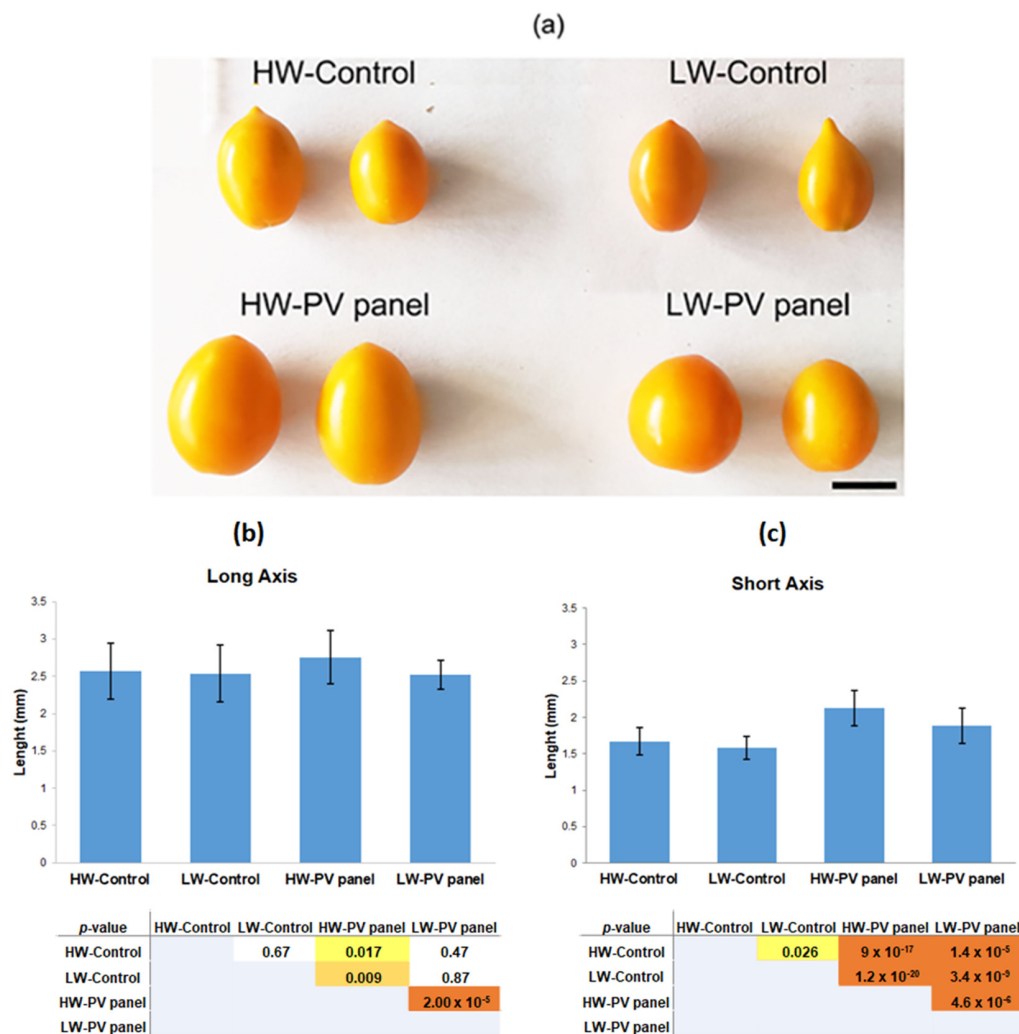 (a)
HW-Control LW-Control
HW-PV panel LW-PV panel
(b) (c)
Long Axis
Short Axis
3.5
3
2.5
2
1.5
1
0.5
0
Lenght (mm)
HW-Control LW-Control HW-PV panel LW-PV panel
3.5
3
2.5
2
1.5
1
0.5
0
Lenght (mm)
HW-Control LW-Control HW-PV panel LW-PV panel
p-value HW-Control LW-Control HW-PV panel LW-PV panel
HW-Control 0.67 0.017 0.47
LW-Control 0.009 0.87
HW-PV panel 2.00 x 10⁻⁵
LW-PV panel
p-value HW-Control LW-Control HW-PV panel LW-PV panel
HW-Control 0.026 9 x 10⁻¹⁷ 1.4 x 10⁻⁵
LW-Control 1.2 x 10⁻²⁰ 3.4 x 10⁻⁹
HW-PV panel 4.6 x 10⁻⁶
LW-PV panel